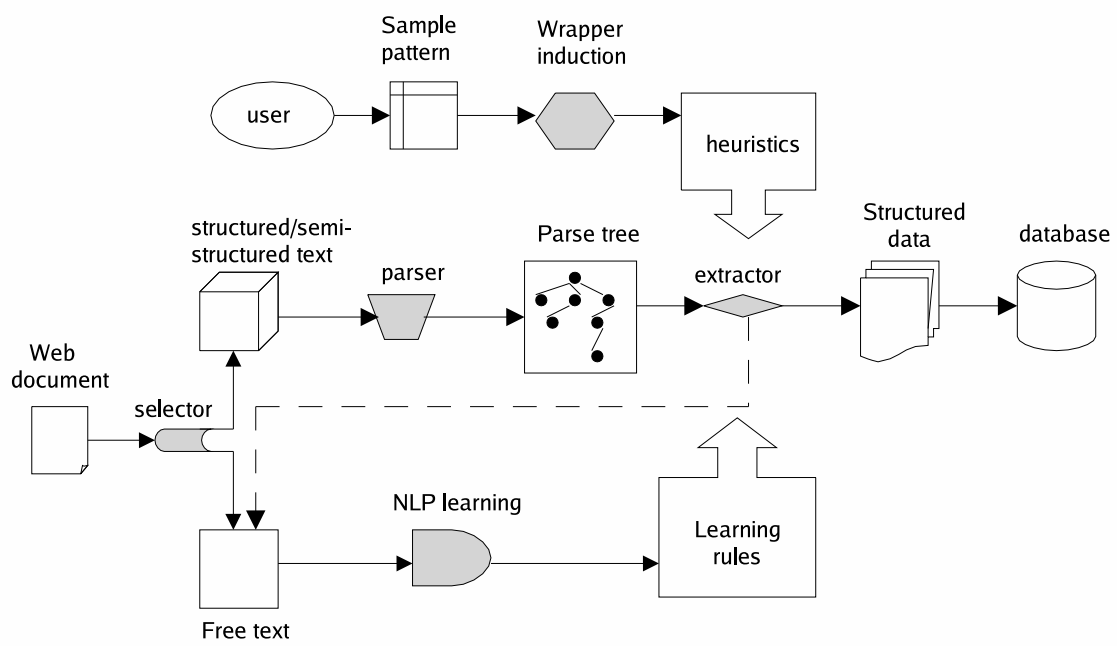 Sample
pattern
Wrapper
induction
user
heuristics
structured/semi-
structured text
parser
Parse tree
extractor
Structured
data
database
Web
document
selector
NLP learning
Learning
rules
Free text